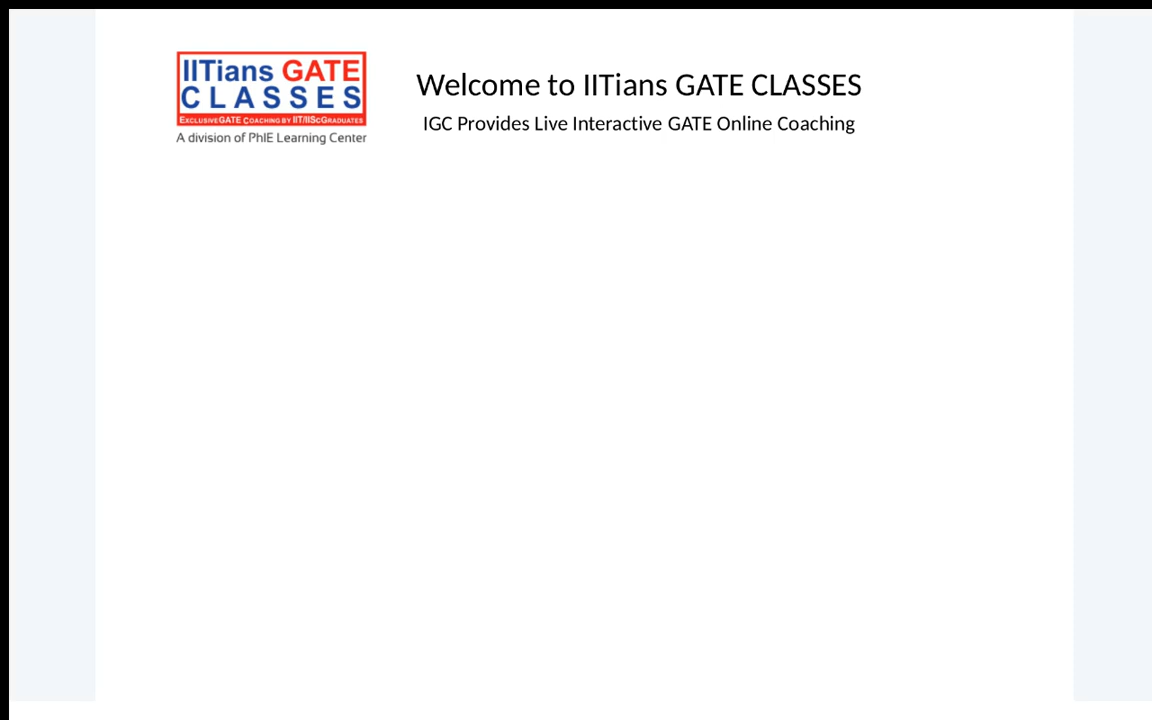 IITians GATE
CLASSES
EXCLUSIVE GATE COACHING BY IIT/IISc GRADUATES
A division of PhIE Learning Center
Welcome to IITians GATE CLASSES
IGC Provides Live Interactive GATE Online Coaching